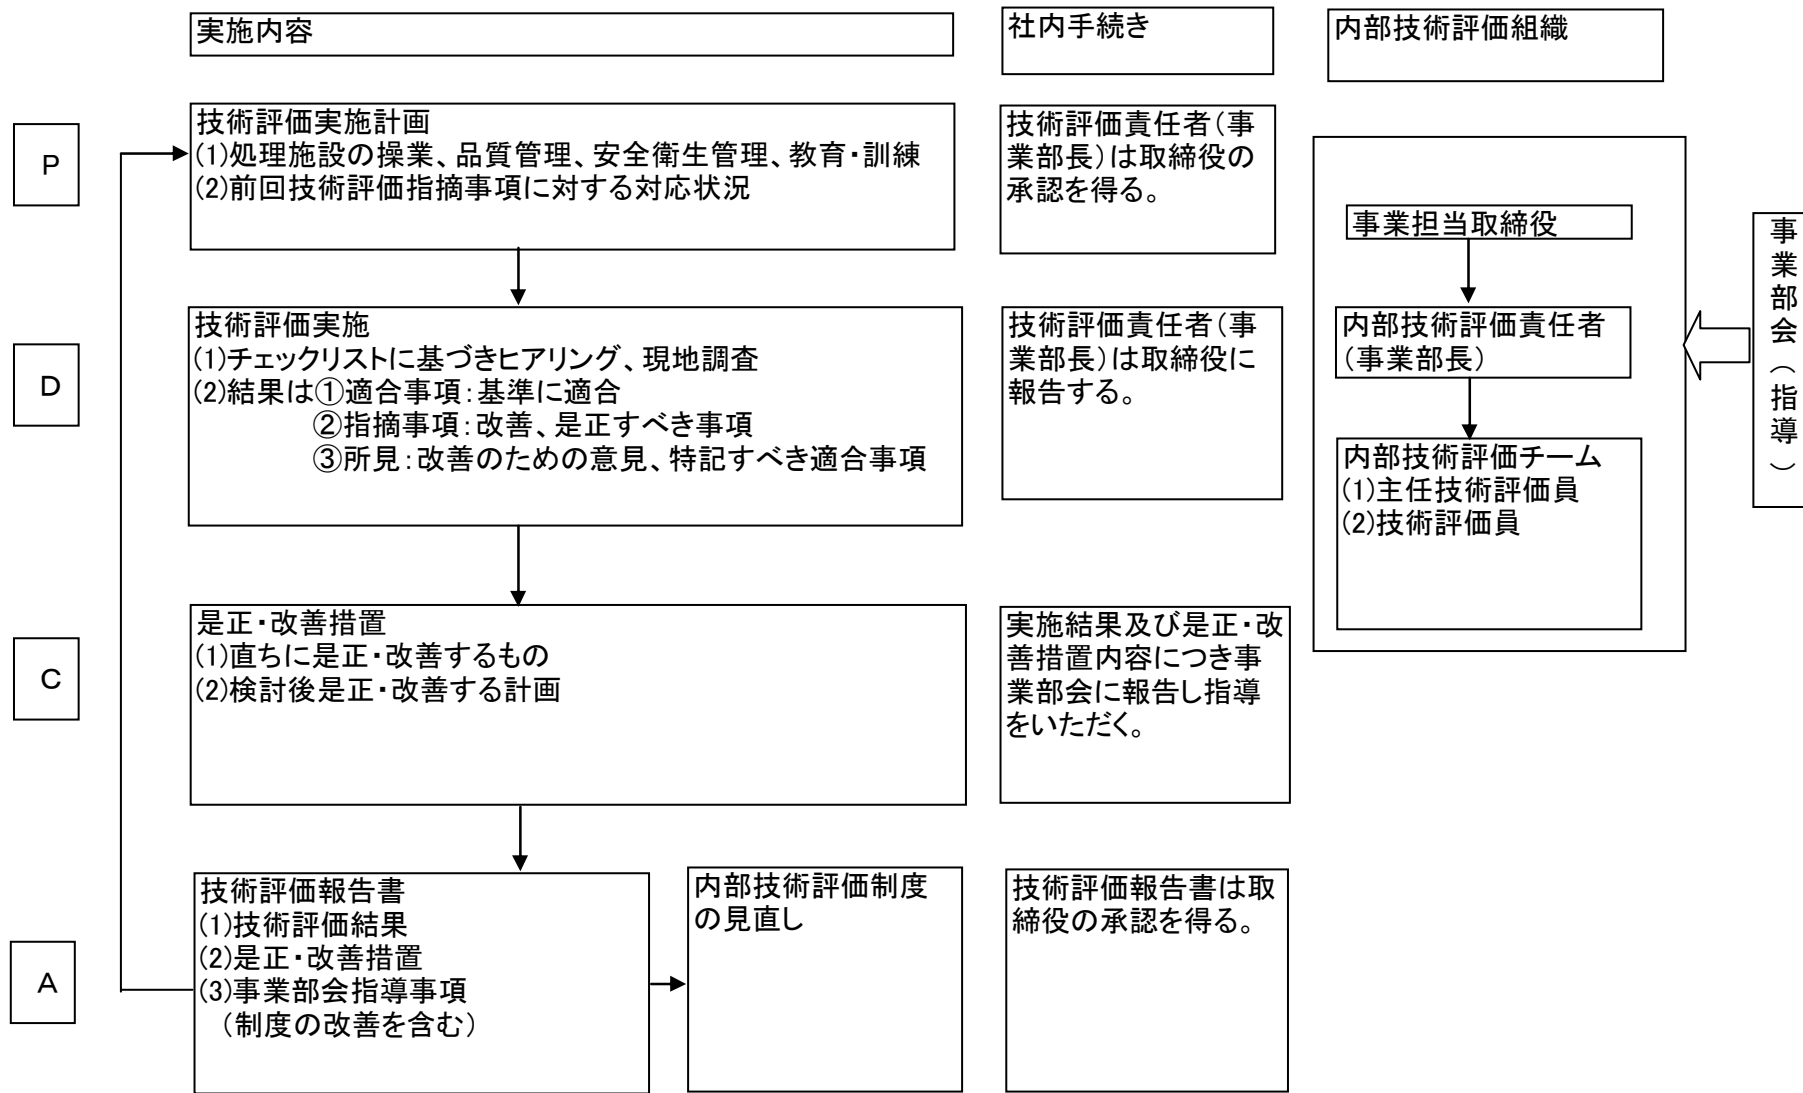 実施内容
社内手続き
内部技術評価組織
P
技術評価実施計画
(1)処理施設の操業、品質管理、安全衛生管理、教育・訓練
(2)前回技術評価指摘事項に対する対応状況
技術評価責任者(事
業部長)は取締役の
承認を得る。
D
技術評価実施
(1)チェックリストに基づきヒアリング、現地調査
(2)結果は①適合事項:基準に適合
②指摘事項:改善、是正すべき事項
③所見:改善のための意見、特記すべき適合事項
技術評価責任者(事
業部長)は取締役に
報告する。
C
是正・改善措置
(1)直ちに是正・改善するもの
(2)検討後是正・改善する計画
実施結果及び是正・改
善措置内容につき事
業部会に報告し指導
をいただく。
A
技術評価報告書
(1)技術評価結果
(2)是正・改善措置
(3)事業部会指導事項
(制度の改善を含む)
内部技術評価制度
の見直し
技術評価報告書は取
締役の承認を得る。
事業担当取締役
内部技術評価責任者
(事業部長)
内部技術評価チーム
(1)主任技術評価員
(2)技術評価員
事業部会(指導)